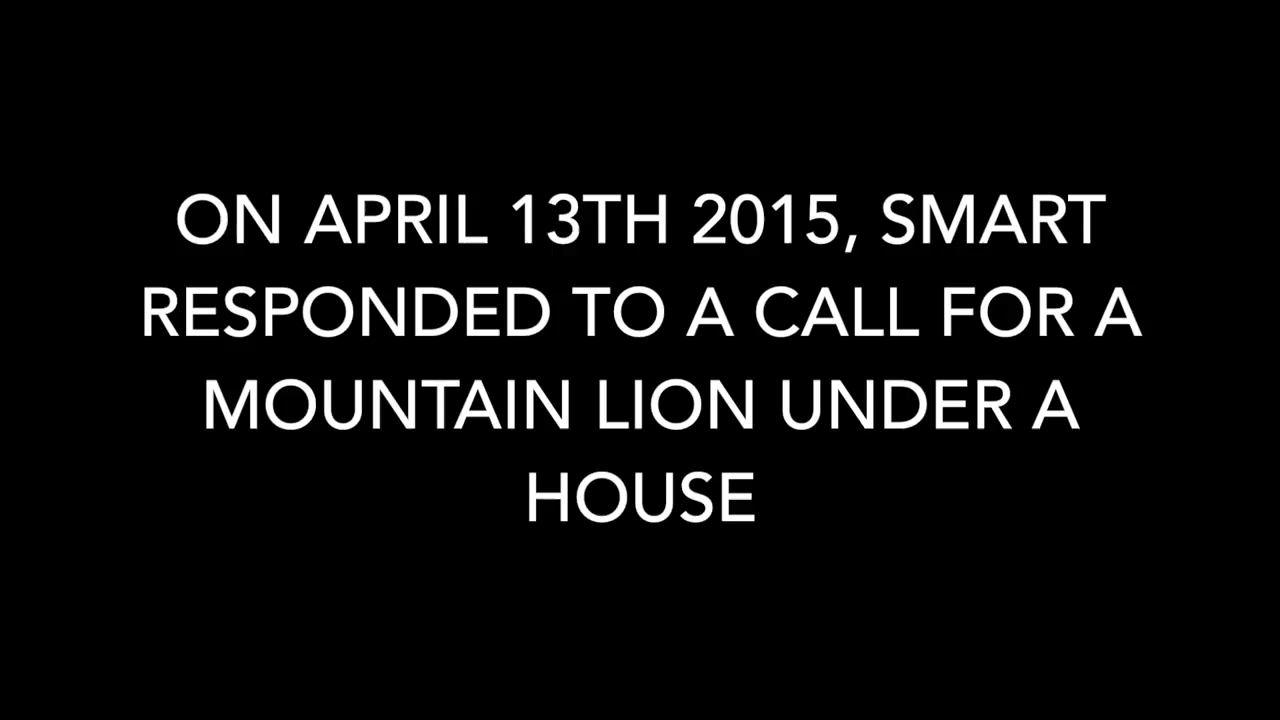 ON APRIL 13TH 2015, SMART
RESPONDED TO A CALL FOR A
MOUNTAIN LION UNDER A
HOUSE